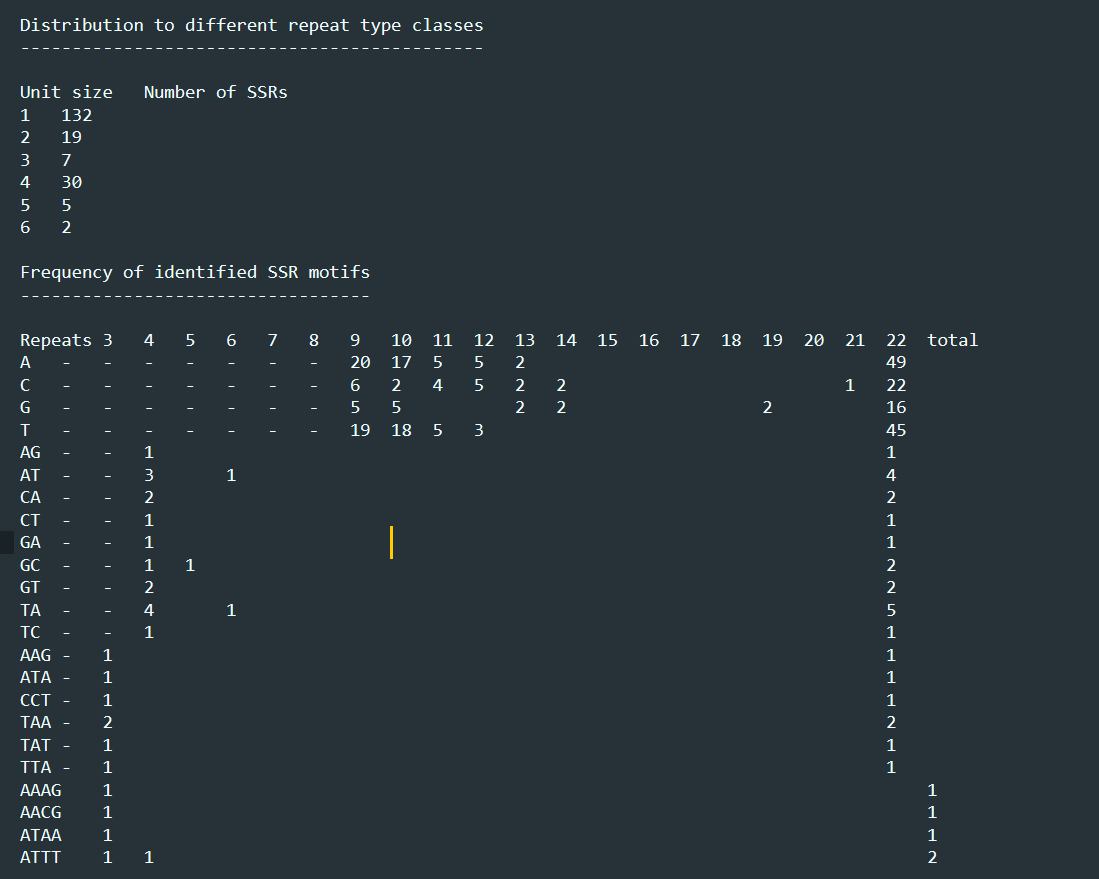 Distribution to different repeat type classes
---------------------------------------------
Unit size   Number of SSRs
1   132
2   19
3   7
4   30
5   5
6   2
Frequency of identified SSR motifs
----------------------------------
Repeats 3   4   5   6   7   8   9   10  11  12  13  14  15  16  17  18  19  20  21  22  total
A   -   -   -   -   -   -   -   20  17  5   5   2                                   49
C   -   -   -   -   -   -   -   6   2   4   5   2   2                           1   22
G   -   -   -   -   -   -   -   5   5           2   2                   2           16
T   -   -   -   -   -   -   -   19  18  5   3                                       45
AG  -   -   1                                                                       1
AT  -   -   3       1                                                               4
CA  -   -   2                                                                       2
CT  -   -   1                                                                       1
GA  -   -   1                                                                       1
GC  -   -   1   1                                                                   2
GT  -   -   2                                                                       2
TA  -   -   4       1                                                               5
TC  -   -   1                                                                       1
AAG -   1                                                                           1
ATA -   1                                                                           1
CCT -   1                                                                           1
TAA -   2                                                                           2
TAT -   1                                                                           1
TTA -   1                                                                           1
AAAG    1                                                                               1
AACG    1                                                                               1
ATAA    1                                                                               1
ATTT    1   1                                                                           2